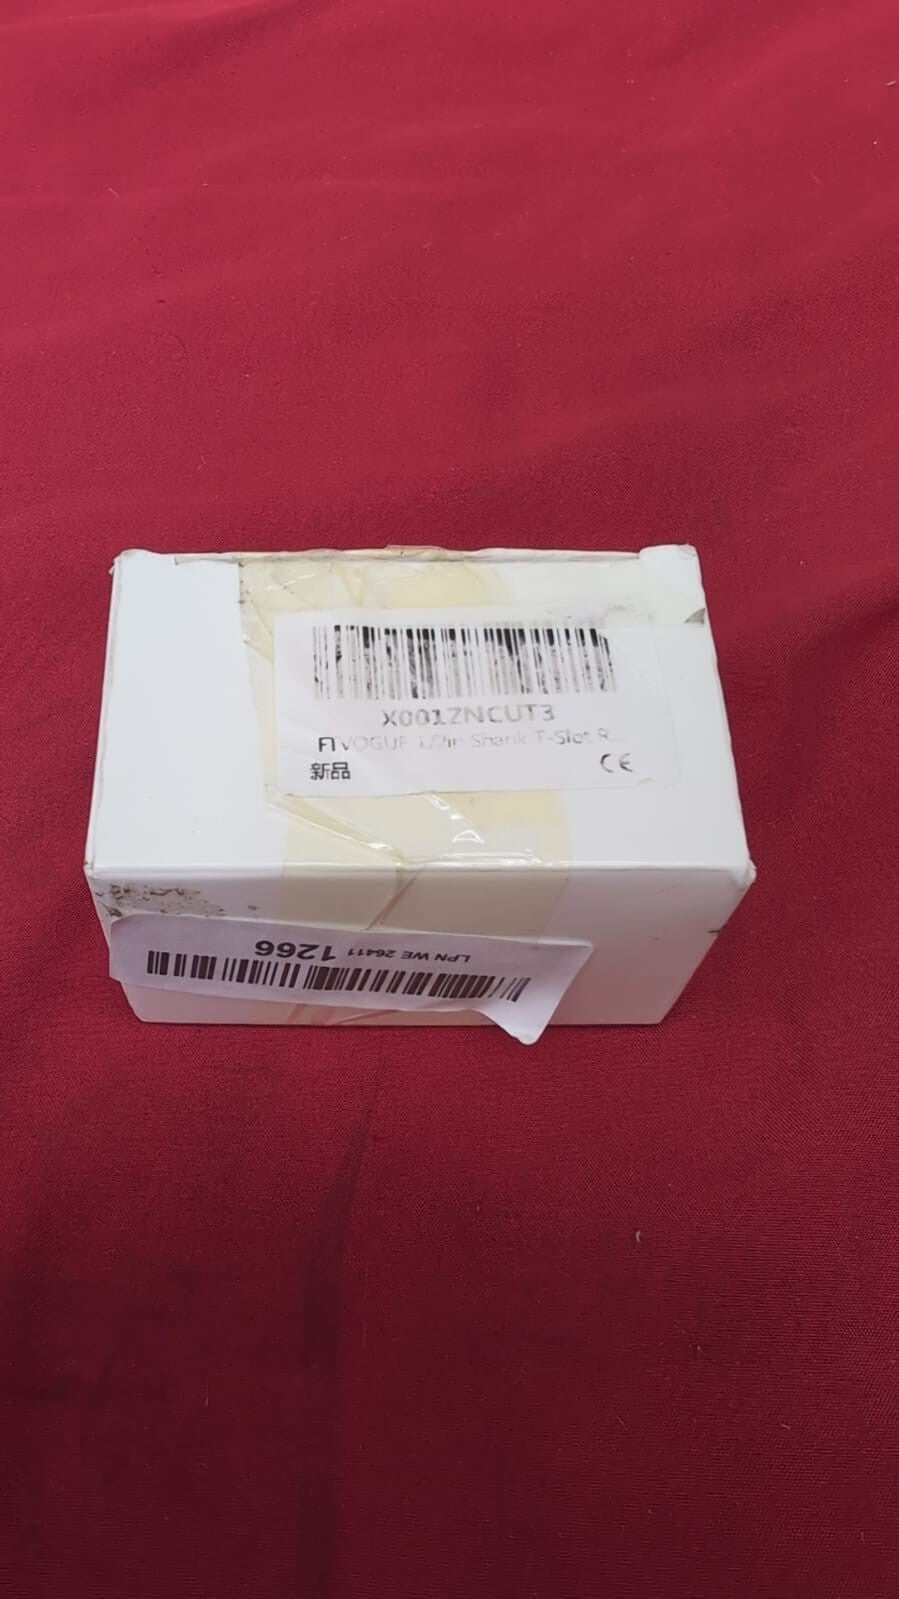 X001ZNCUT3
FIVOGUE 1/2in Shank T-Slot R...
新品 CE
LPN WE 26411 1266